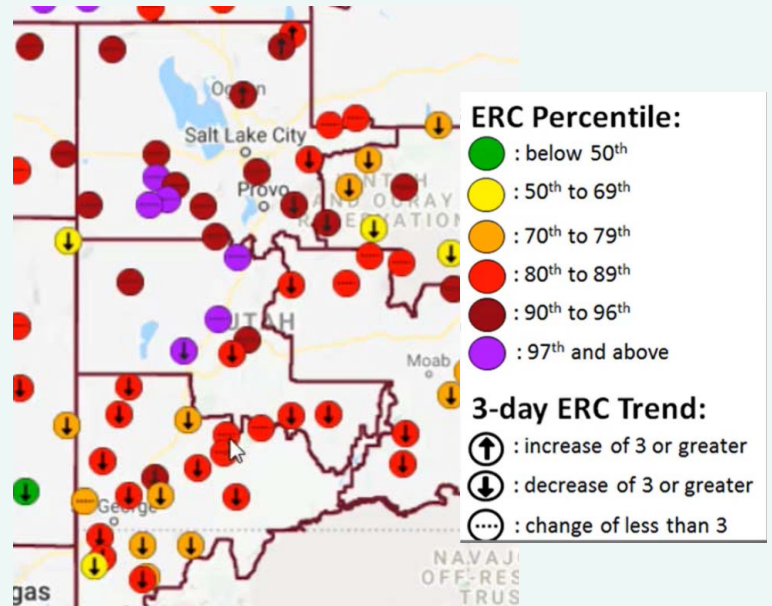 Ogden
Salt Lake City
Provo
UINTAH
AND OURAY
RESERVATION
UTAH
Moab
George
NAVAJ
OFF-RES
TRUS
gas
ERC Percentile:
: below 50th
: 50th to 69th
: 70th to 79th
: 80th to 89th
: 90th to 96th
: 97th and above
3-day ERC Trend:
: increase of 3 or greater
: decrease of 3 or greater
: change of less than 3